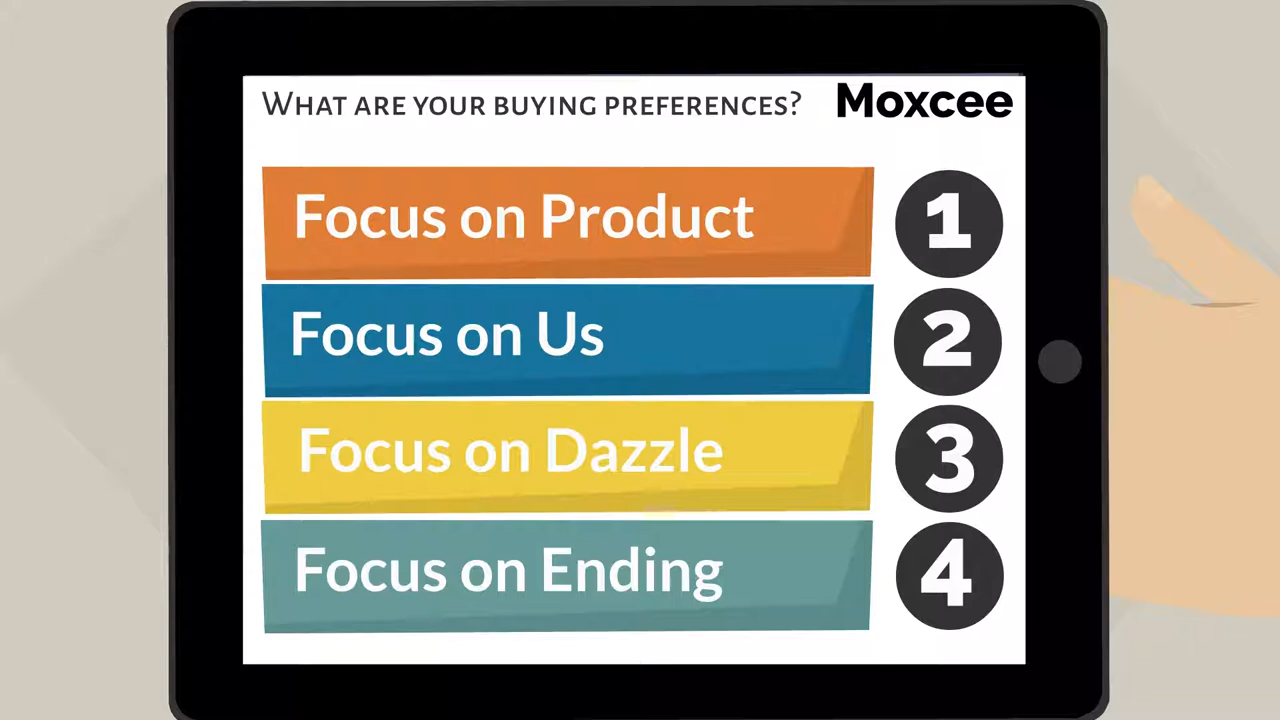 What are your buying preferences? Moxcee
Focus on Product 1
Focus on Us 2
Focus on Dazzle 3
Focus on Ending 4